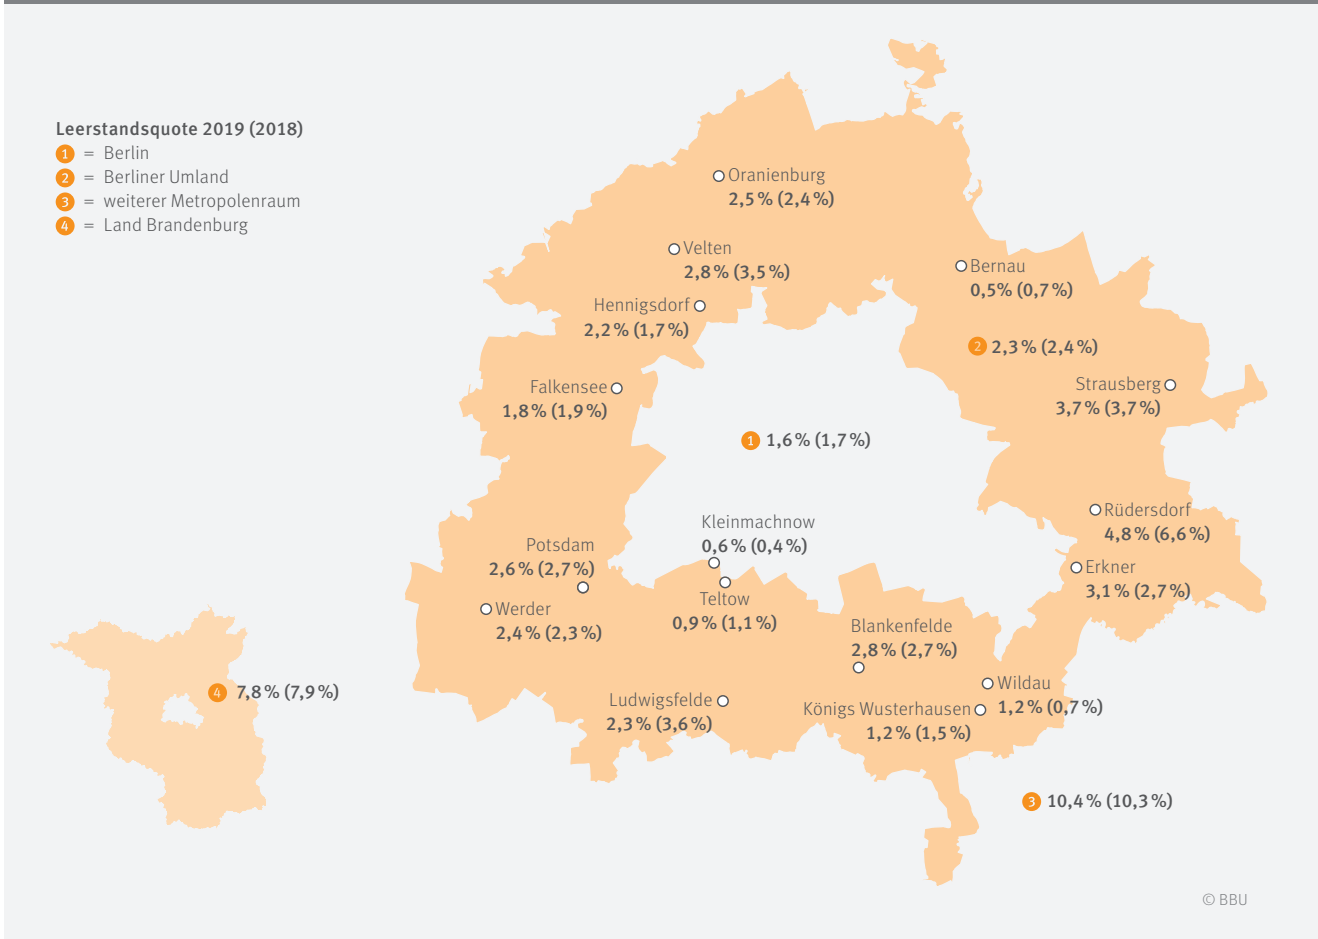 Leerstandsquote 2019 (2018)
1 = Berlin
2 = Berliner Umland
3 = weiterer Metropolenraum
4 = Land Brandenburg
Oranienburg
2,5 % (2,4 %)
Velten
2,8 % (3,5 %)
Bernau
0,5% (0,7 %)
Hennigsdorf
2,2 % (1,7 %)
2 2,3 % (2,4 %)
Falkensee
1,8 % (1,9 %)
Strausberg
3,7 % (3,7 %)
1 1,6 % (1,7 %)
Rüdersdorf
4,8 % (6,6 %)
Kleinmachnow
0,6 % (0,4 %)
Potsdam
2,6 % (2,7 %)
Erkner
3,1 % (2,7 %)
Teltow
0,9 % (1,1 %)
Werder
2,4 % (2,3 %)
Blankenfelde
2,8 % (2,7 %)
4 7,8 % (7,9 %)
Wildau
1,2 % (0,7 %)
Ludwigsfelde
2,3 % (3,6 %)
Königs Wusterhausen
1,2 % (1,5 %)
3 10,4 % (10,3 %)
© BBU